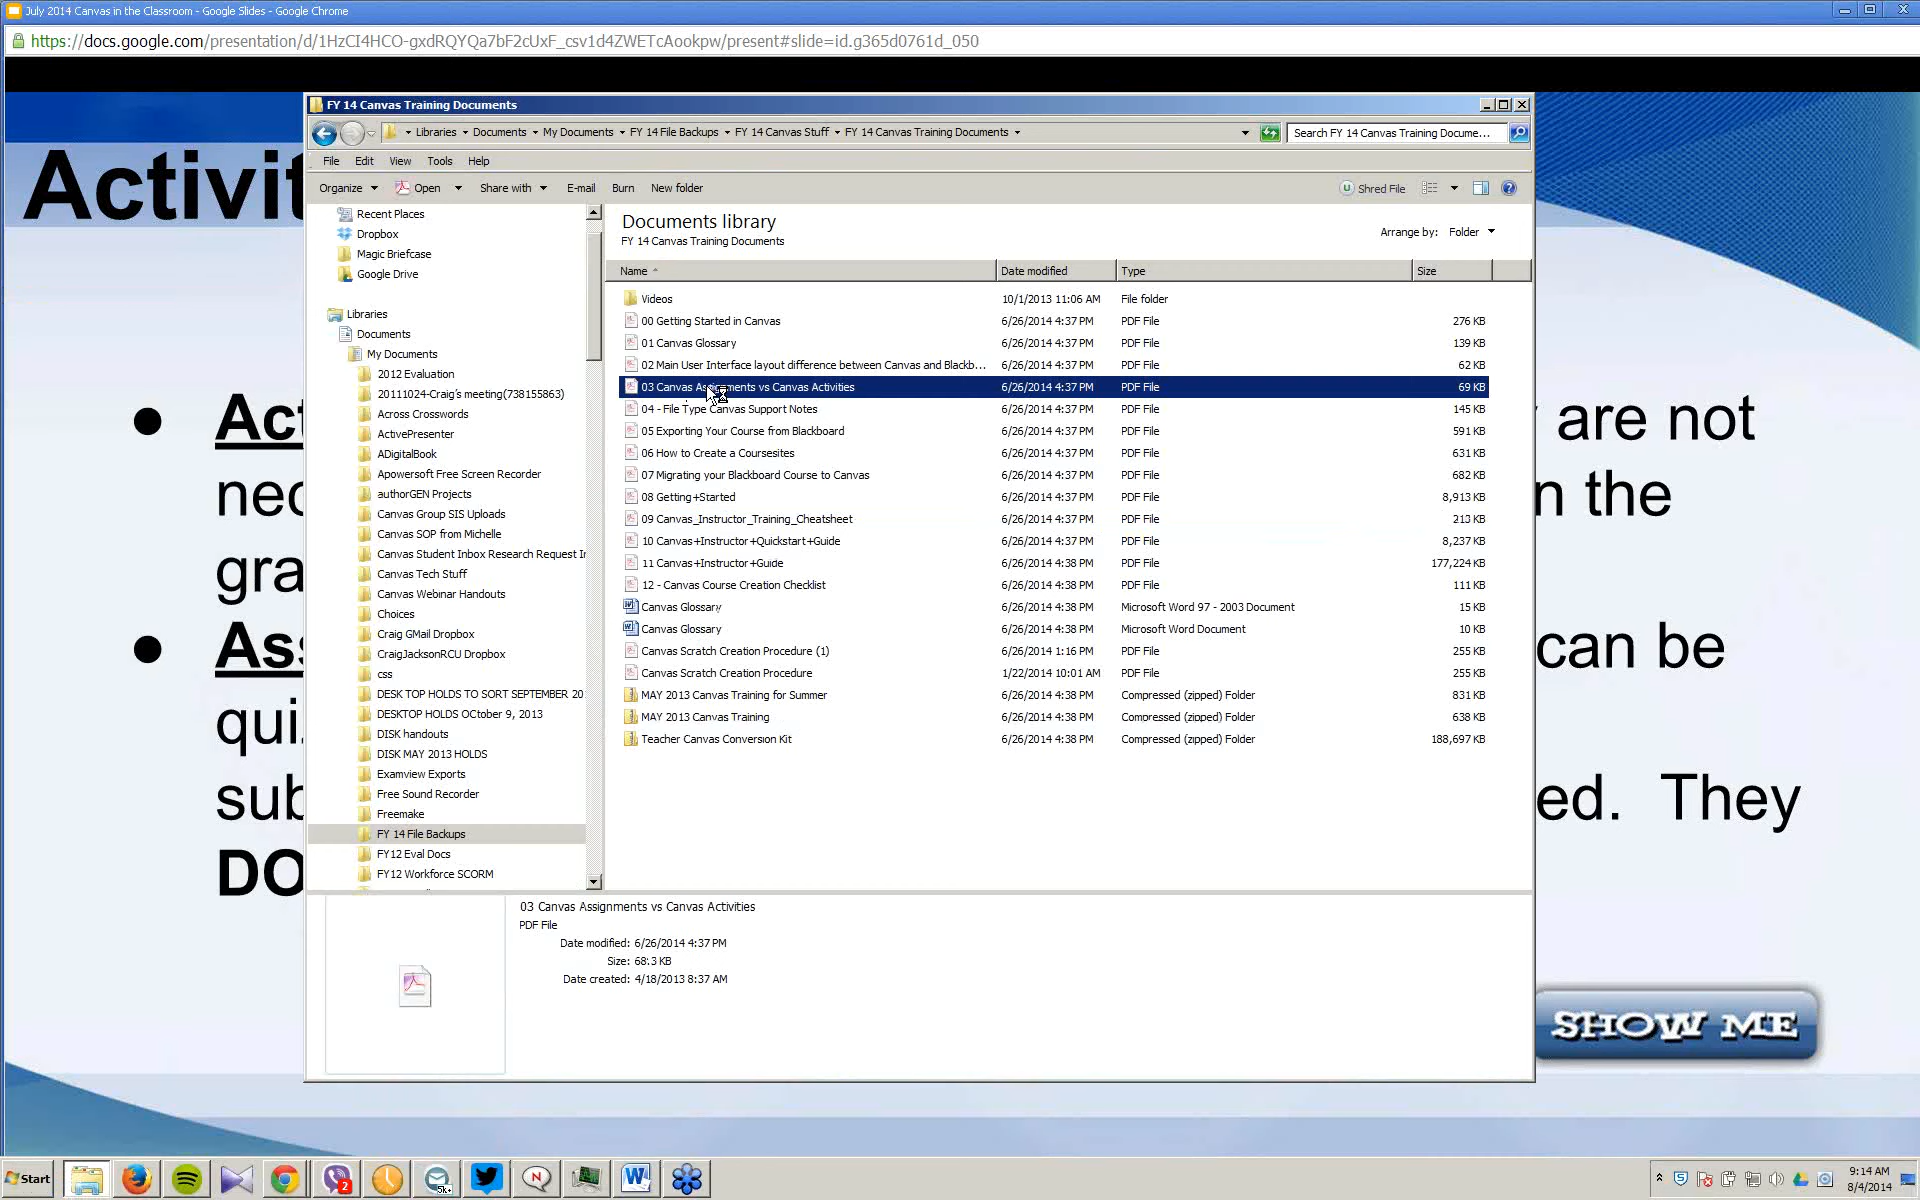 July 2014 Canvas in the Classroom - Google Slides - Google Chrome
https://docs.google.com/presentation/d/1HzCI4HCO-gxdRQYQa7bF2cUxF_csv1d4ZWETcAookpw/present#slide=id.g365d0761d_050
FY 14 Canvas Training Documents
Libraries Documents My Documents FY 14 File Backups FY 14 Canvas Stuff FY 14 Canvas Training Documents
Search FY 14 Canvas Training Docume...
File Edit View Tools Help
Organize Open Share with E-mail Burn New folder Shred File
Activit
Recent Places
Dropbox
Magic Briefcase
Google Drive
Libraries
Documents
My Documents
2012 Evaluation
20111024-Craig's meeting(738155863)
Across Crosswords
ActivePresenter
ADigitalBook
Apowersoft Free Screen Recorder
authorGEN Projects
Canvas Group SIS Uploads
Canvas SOP from Michelle
Canvas Student Inbox Research Request Ir
Canvas Tech Stuff
Canvas Webinar Handouts
Choices
Craig GMail Dropbox
CraigJacksonRCU Dropbox
css
DESK TOP HOLDS TO SORT SEPTEMBER 20
DESKTOP HOLDS OCtober 9, 2013
DISK handouts
DISK MAY 2013 HOLDS
Examview Exports
Free Sound Recorder
Freemake
FY 14 File Backups
FY12 Eval Docs
FY12 Workforce SCORM
Documents library
FY 14 Canvas Training Documents
Arrange by: Folder
Name Date modified Type Size
Videos 10/1/2013 11:06 AM File folder
00 Getting Started in Canvas 6/26/2014 4:37 PM PDF File 276 KB
01 Canvas Glossary 6/26/2014 4:37 PM PDF File 139 KB
02 Main User Interface layout difference between Canvas and Blackb... 6/26/2014 4:37 PM PDF File 62 KB
03 Canvas Assignments vs Canvas Activities 6/26/2014 4:37 PM PDF File 69 KB
04 - File Type Canvas Support Notes 6/26/2014 4:37 PM PDF File 145 KB
05 Exporting Your Course from Blackboard 6/26/2014 4:37 PM PDF File 591 KB
06 How to Create a Coursesites 6/26/2014 4:37 PM PDF File 631 KB
07 Migrating your Blackboard Course to Canvas 6/26/2014 4:37 PM PDF File 682 KB
08 Getting+Started 6/26/2014 4:37 PM PDF File 8,913 KB
09 Canvas_Instructor_Training_Cheatsheet 6/26/2014 4:37 PM PDF File 213 KB
10 Canvas+Instructor+Quickstart+Guide 6/26/2014 4:37 PM PDF File 8,237 KB
11 Canvas+Instructor+Guide 6/26/2014 4:38 PM PDF File 177,224 KB
12 - Canvas Course Creation Checklist 6/26/2014 4:38 PM PDF File 111 KB
Canvas Glossary 6/26/2014 4:38 PM Microsoft Word 97 - 2003 Document 15 KB
Canvas Glossary 6/26/2014 4:38 PM Microsoft Word Document 10 KB
Canvas Scratch Creation Procedure (1) 6/26/2014 1:16 PM PDF File 255 KB
Canvas Scratch Creation Procedure 1/22/2014 10:01 AM PDF File 255 KB
MAY 2013 Canvas Training for Summer 6/26/2014 4:38 PM Compressed (zipped) Folder 831 KB
MAY 2013 Canvas Training 6/26/2014 4:38 PM Compressed (zipped) Folder 638 KB
Teacher Canvas Conversion Kit 6/26/2014 4:38 PM Compressed (zipped) Folder 188,697 KB
03 Canvas Assignments vs Canvas Activities
PDF File
Date modified: 6/26/2014 4:37 PM
Size: 68.3 KB
Date created: 4/18/2013 8:37 AM
Act are not
nec n the
gra
Ass can be
qui
sub ed. They
DO
SHOW ME
Start
2
5k+
9:14 AM
8/4/2014